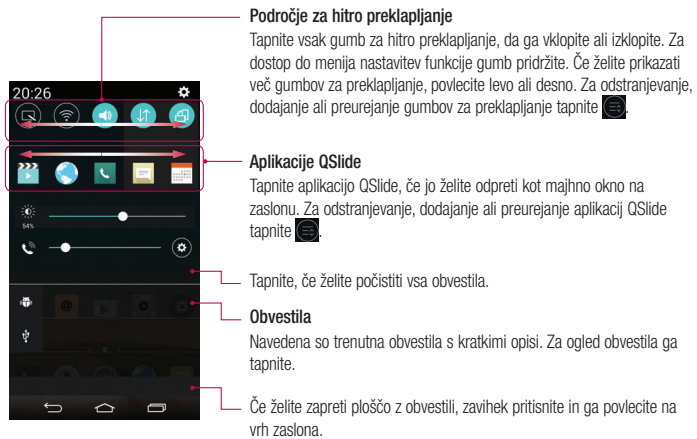 Področje za hitro preklapljanje
Tapnite vsak gumb za hitro preklapljanje, da ga vklopite ali izklopite. Za
dostop do menija nastavitev funkcije gumb pridržite. Če želite prikazati
več gumbov za preklapljanje, povlecite levo ali desno. Za odstranjevanje,
dodajanje ali preurejanje gumbov za preklapljanje tapnite .
20:26
Aplikacije QSlide
Tapnite aplikacijo QSlide, če jo želite odpreti kot majhno okno na
zaslonu. Za odstranjevanje, dodajanje ali preurejanje aplikacij QSlide
tapnite .
54%
Tapnite, če želite počistiti vsa obvestila.
Obvestila
Navedena so trenutna obvestila s kratkimi opisi. Za ogled obvestila ga
tapnite.
Če želite zapreti ploščo z obvestili, zavihek pritisnite in ga povlecite na
vrh zaslona.